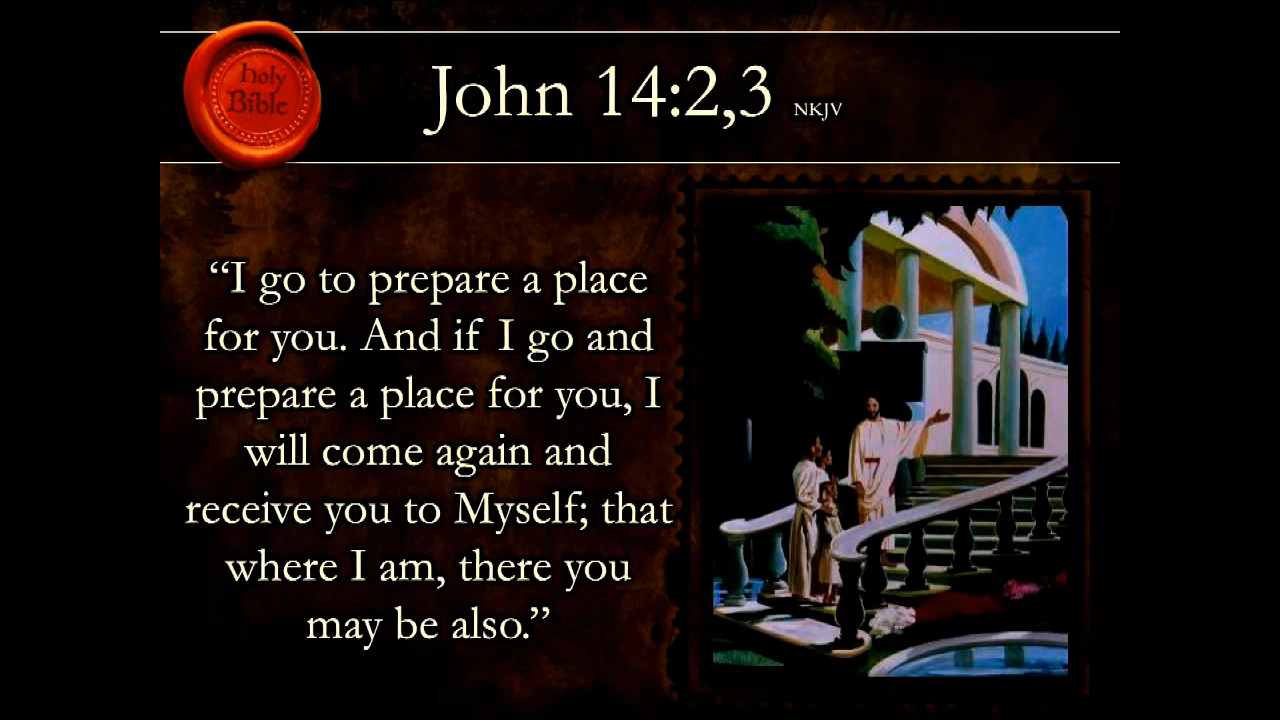 Holy
Bible
John 14:2,3 NKJV
“I go to prepare a place
for you. And if I go and
prepare a place for you, I
will come again and
receive you to Myself; that
where I am, there you
may be also.”